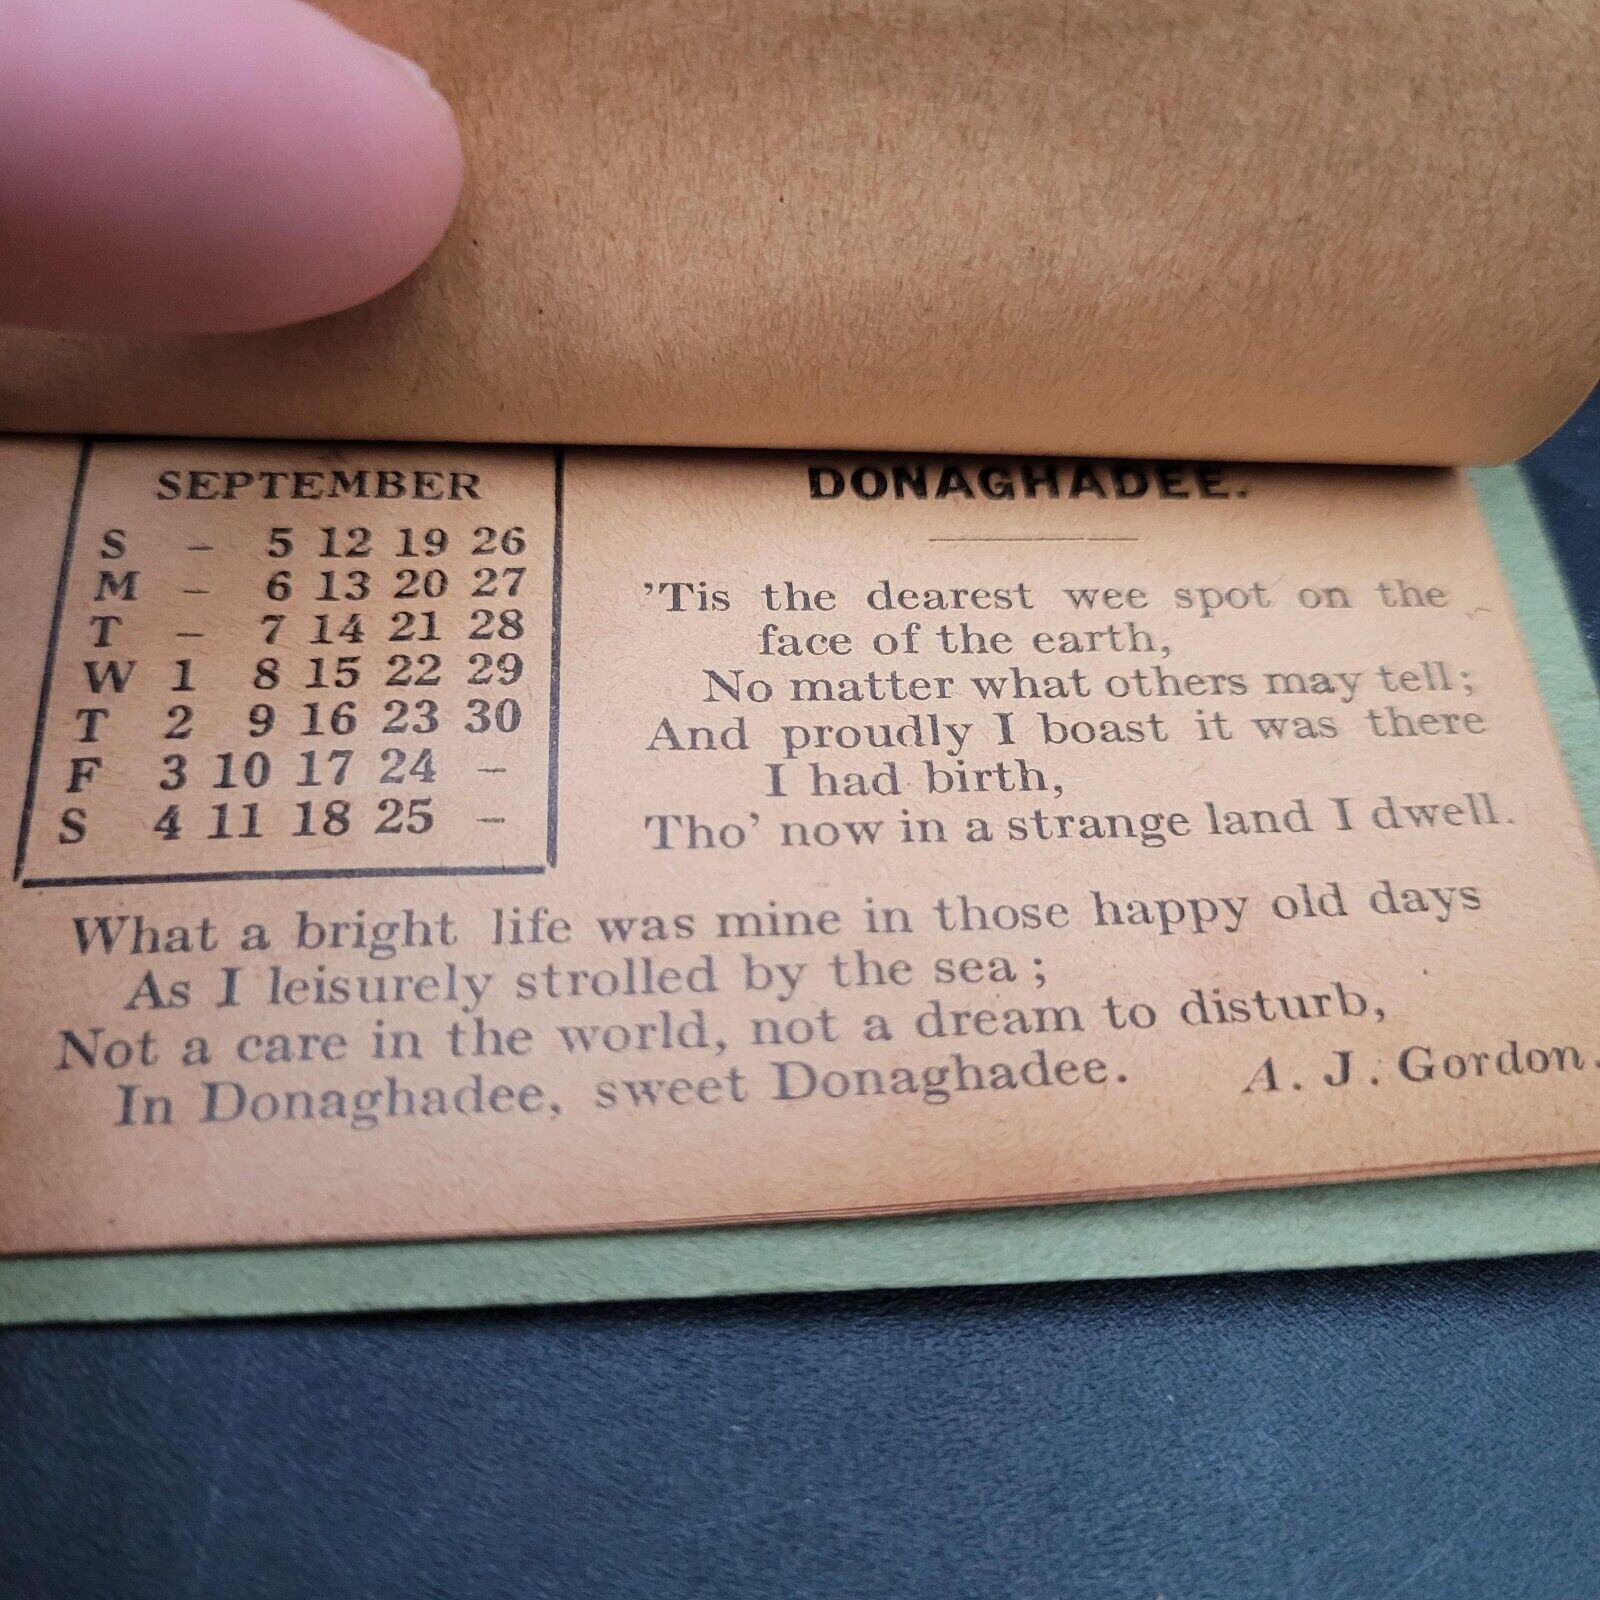 SEPTEMBER
S – 5 12 19 26
M – 6 13 20 27
T – 7 14 21 28
W 1 8 15 22 29
T 2 9 16 23 30
F 3 10 17 24 –
S 4 11 18 25 –
DONAGHADEE.
’Tis the dearest wee spot on the
face of the earth,
No matter what others may tell;
And proudly I boast it was there
I had birth,
Tho’ now in a strange land I dwell.
What a bright life was mine in those happy old days
As I leisurely strolled by the sea;
Not a care in the world, not a dream to disturb,
In Donaghadee, sweet Donaghadee. A. J. Gordon.